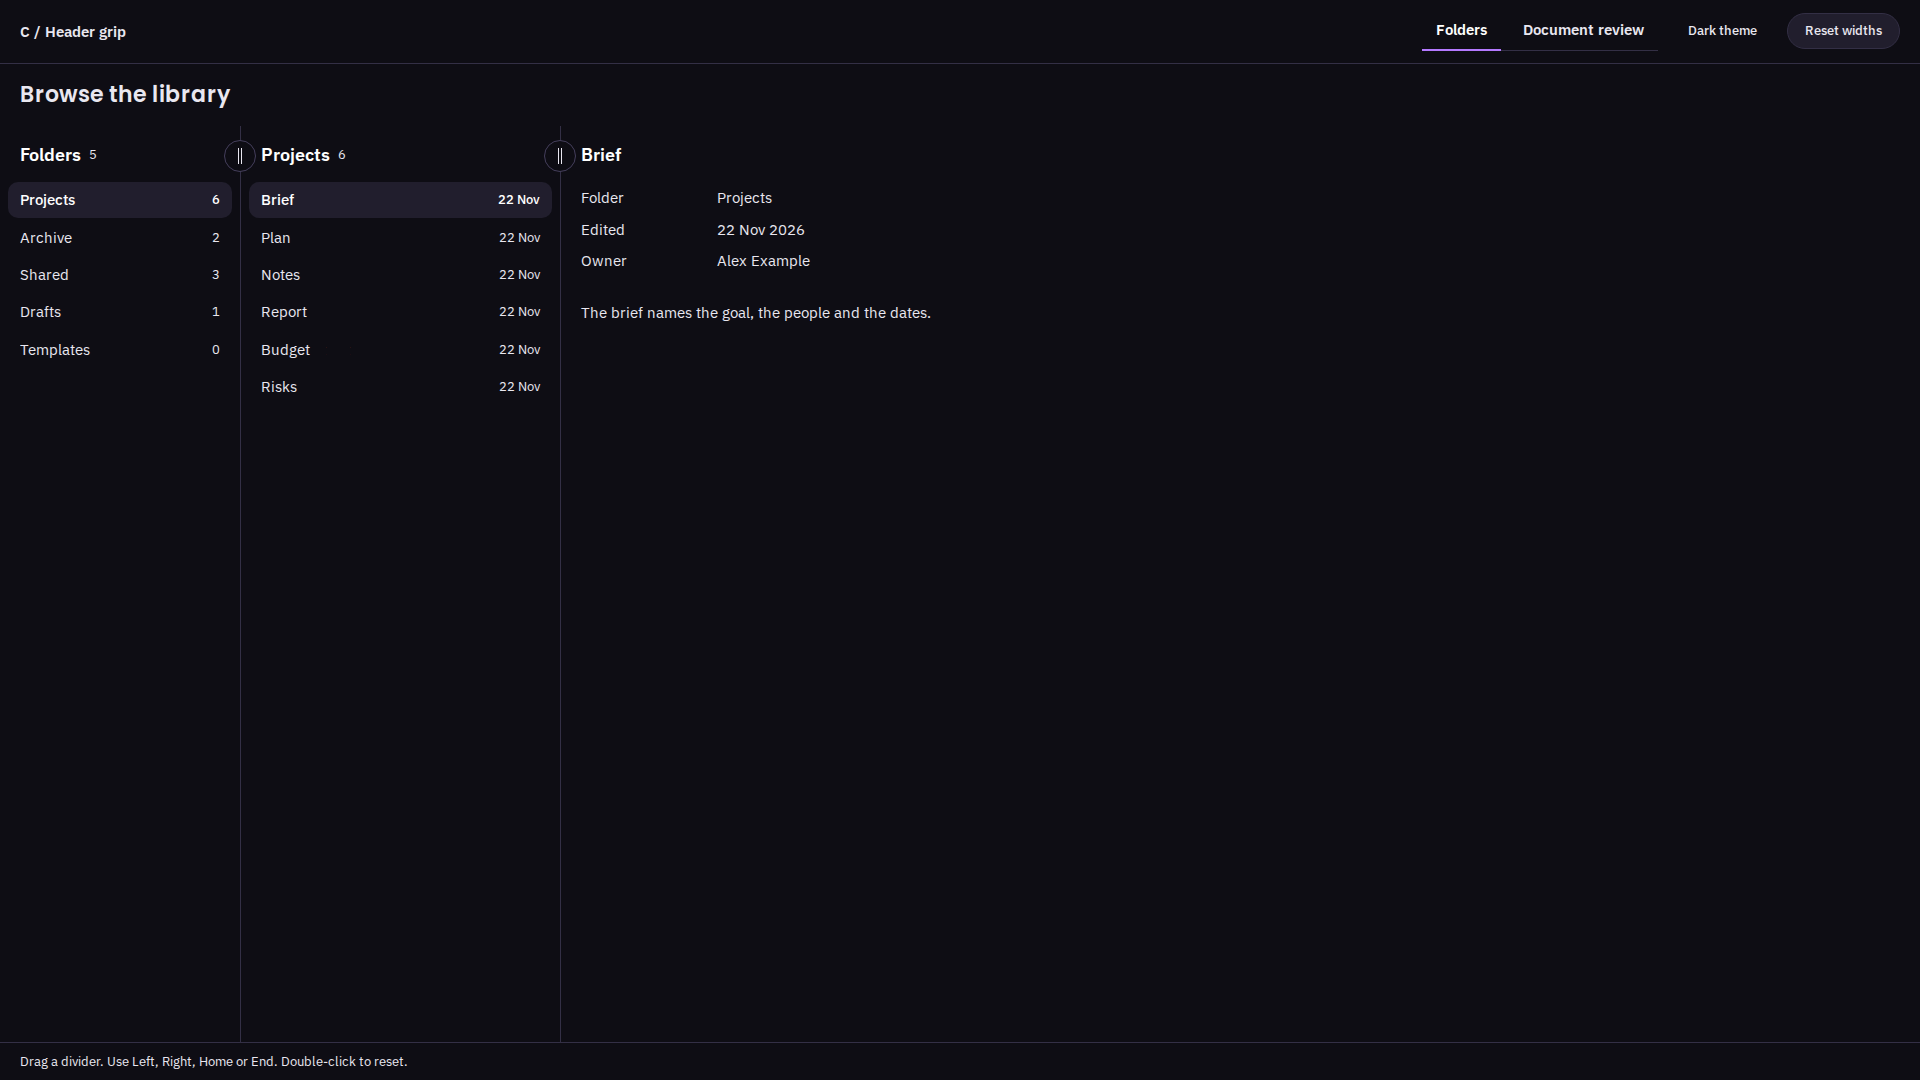 C / Header grip
Folders
Document review
Dark theme
Reset widths
Browse the library
Folders 5
Projects 6
Archive 2
Shared 3
Drafts 1
Templates 0
Projects 6
Brief 22 Nov
Plan 22 Nov
Notes 22 Nov
Report 22 Nov
Budget 22 Nov
Risks 22 Nov
Brief
Folder Projects
Edited 22 Nov 2026
Owner Alex Example
The brief names the goal, the people and the dates.
Drag a divider. Use Left, Right, Home or End. Double-click to reset.